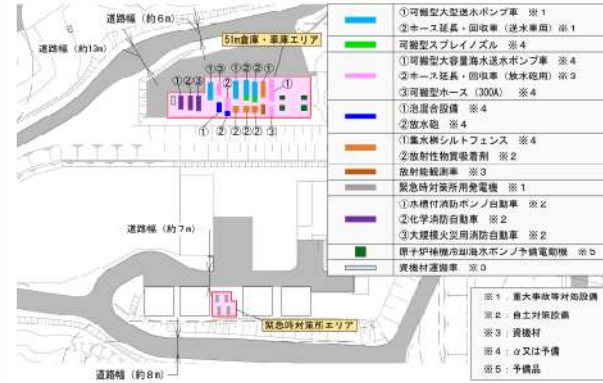 道路幅（約6m）
道路幅（約13m）
51m倉庫・車庫エリア
①②③
①③
②
①②②①
①
① ② ②②②② ③
道路幅（約7m）
緊急時対策所エリア
道路幅（約8m）
①可搬型大型送水ポンプ車 ※１
②ホース延長・回収車（送水車用）※１
可搬型スプレイノズル ※４
①可搬型大容量海水送水ポンプ車 ※４
②ホース延長・回収車（放水砲用）※３
③可搬型ホース（300A） ※４
①泡混合設備 ※４
②放水砲 ※４
①集水桝シルトフェンス ※４
②放射性物質吸着剤 ※２
放射能観測車 ※３
緊急時対策所用発電機 ※１
①水槽付消防ポンプ自動車 ※２
②化学消防自動車 ※２
③大規模火災用消防自動車 ※２
原子炉補機冷却海水ポンプ予備電動機 ※５
資機材運搬車 ※３
※１：重大事故等対処設備
※２：自主対策設備
※３：資機材
※４：α又は予備
※５：予備品